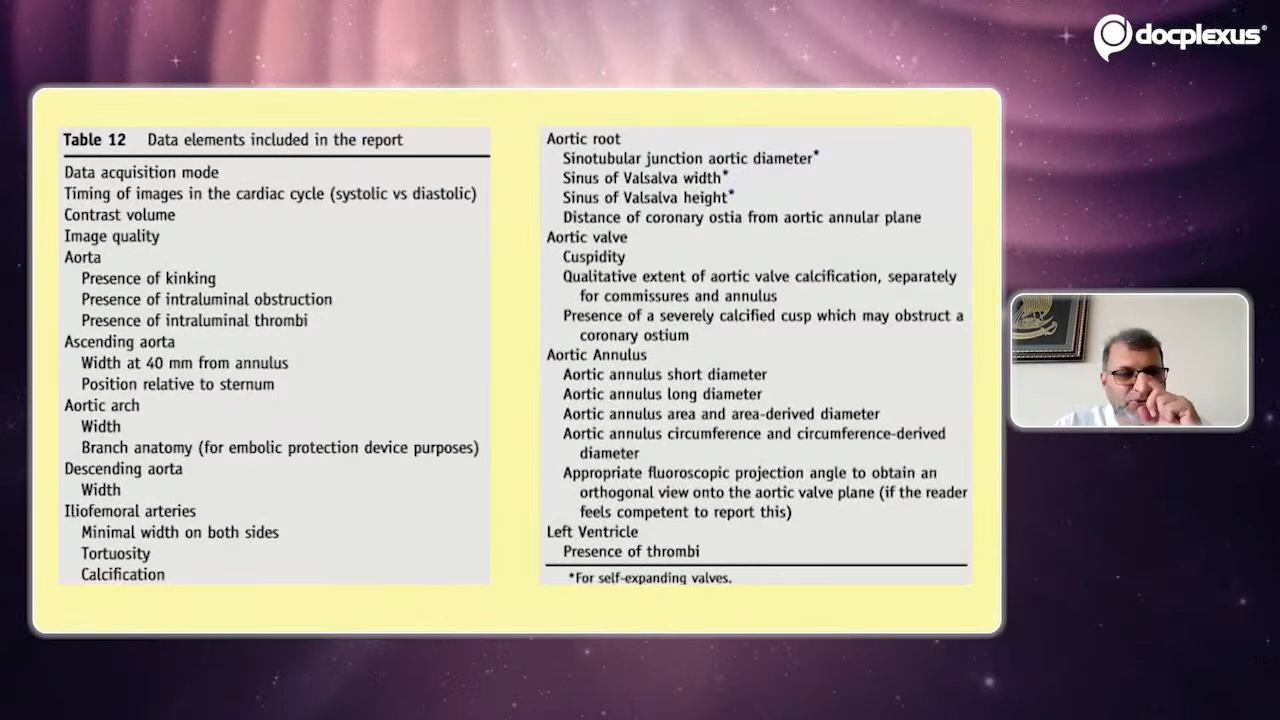 docplexus
Table 12 Data elements included in the report
Data acquisition mode
Timing of images in the cardiac cycle (systolic vs diastolic)
Contrast volume
Image quality
Aorta
Presence of kinking
Presence of intraluminal obstruction
Presence of intraluminal thrombi
Ascending aorta
Width at 40 mm from annulus
Position relative to sternum
Aortic arch
Width
Branch anatomy (for embolic protection device purposes)
Descending aorta
Width
Iliofemoral arteries
Minimal width on both sides
Tortuosity
Calcification
Aortic root
Sinotubular junction aortic diameter*
Sinus of Valsalva width*
Sinus of Valsalva height*
Distance of coronary ostia from aortic annular plane
Aortic valve
Cuspidity
Qualitative extent of aortic valve calcification, separately
for commissures and annulus
Presence of a severely calcified cusp which may obstruct a
coronary ostium
Aortic Annulus
Aortic annulus short diameter
Aortic annulus long diameter
Aortic annulus area and area-derived diameter
Aortic annulus circumference and circumference-derived
diameter
Appropriate fluoroscopic projection angle to obtain an
orthogonal view onto the aortic valve plane (if the reader
feels competent to report this)
Left Ventricle
Presence of thrombi
*For self-expanding valves.